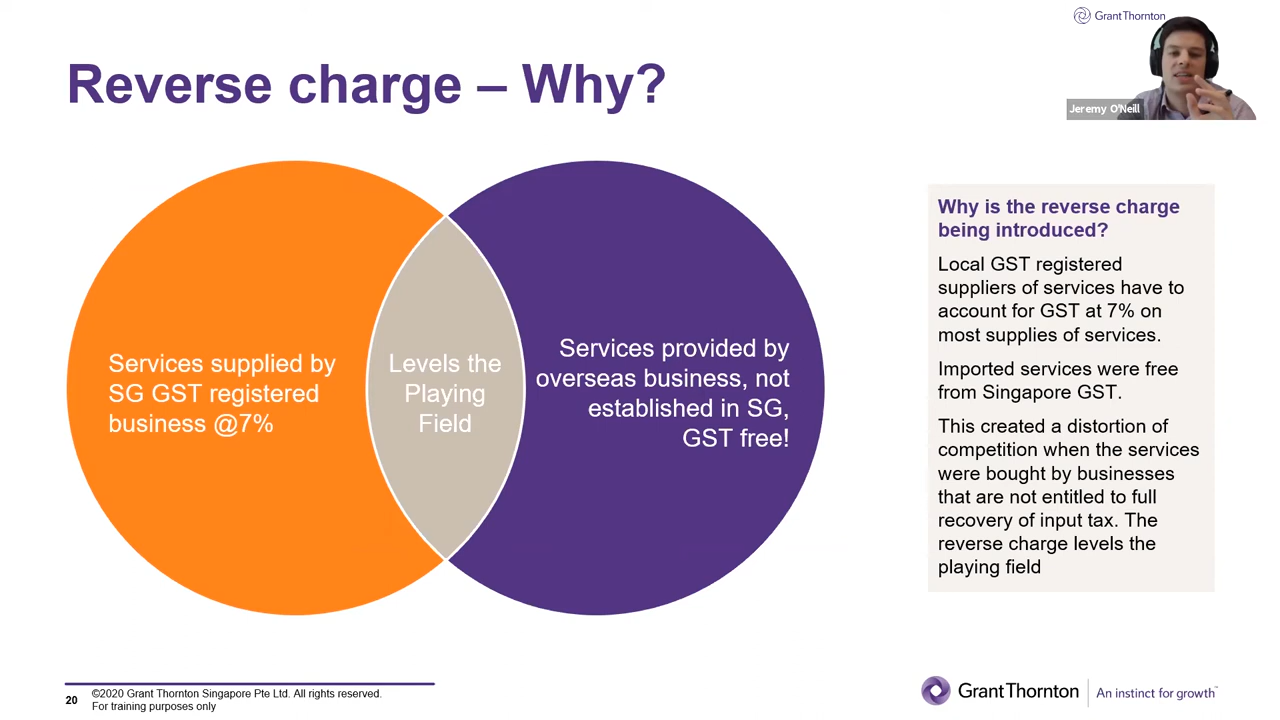 GrantThornton
Reverse charge – Why?
Jeremy O'Neill
Services supplied by
SG GST registered
business @7%
Levels the
Playing
Field
Services provided by
overseas business, not
established in SG,
GST free!
Why is the reverse charge
being introduced?
Local GST registered
suppliers of services have to
account for GST at 7% on
most supplies of services.
Imported services were free
from Singapore GST.
This created a distortion of
competition when the services
were bought by businesses
that are not entitled to full
recovery of input tax. The
reverse charge levels the
playing field
20
©2020 Grant Thornton Singapore Pte Ltd. All rights reserved.
For training purposes only
GrantThornton
An instinct for growth™